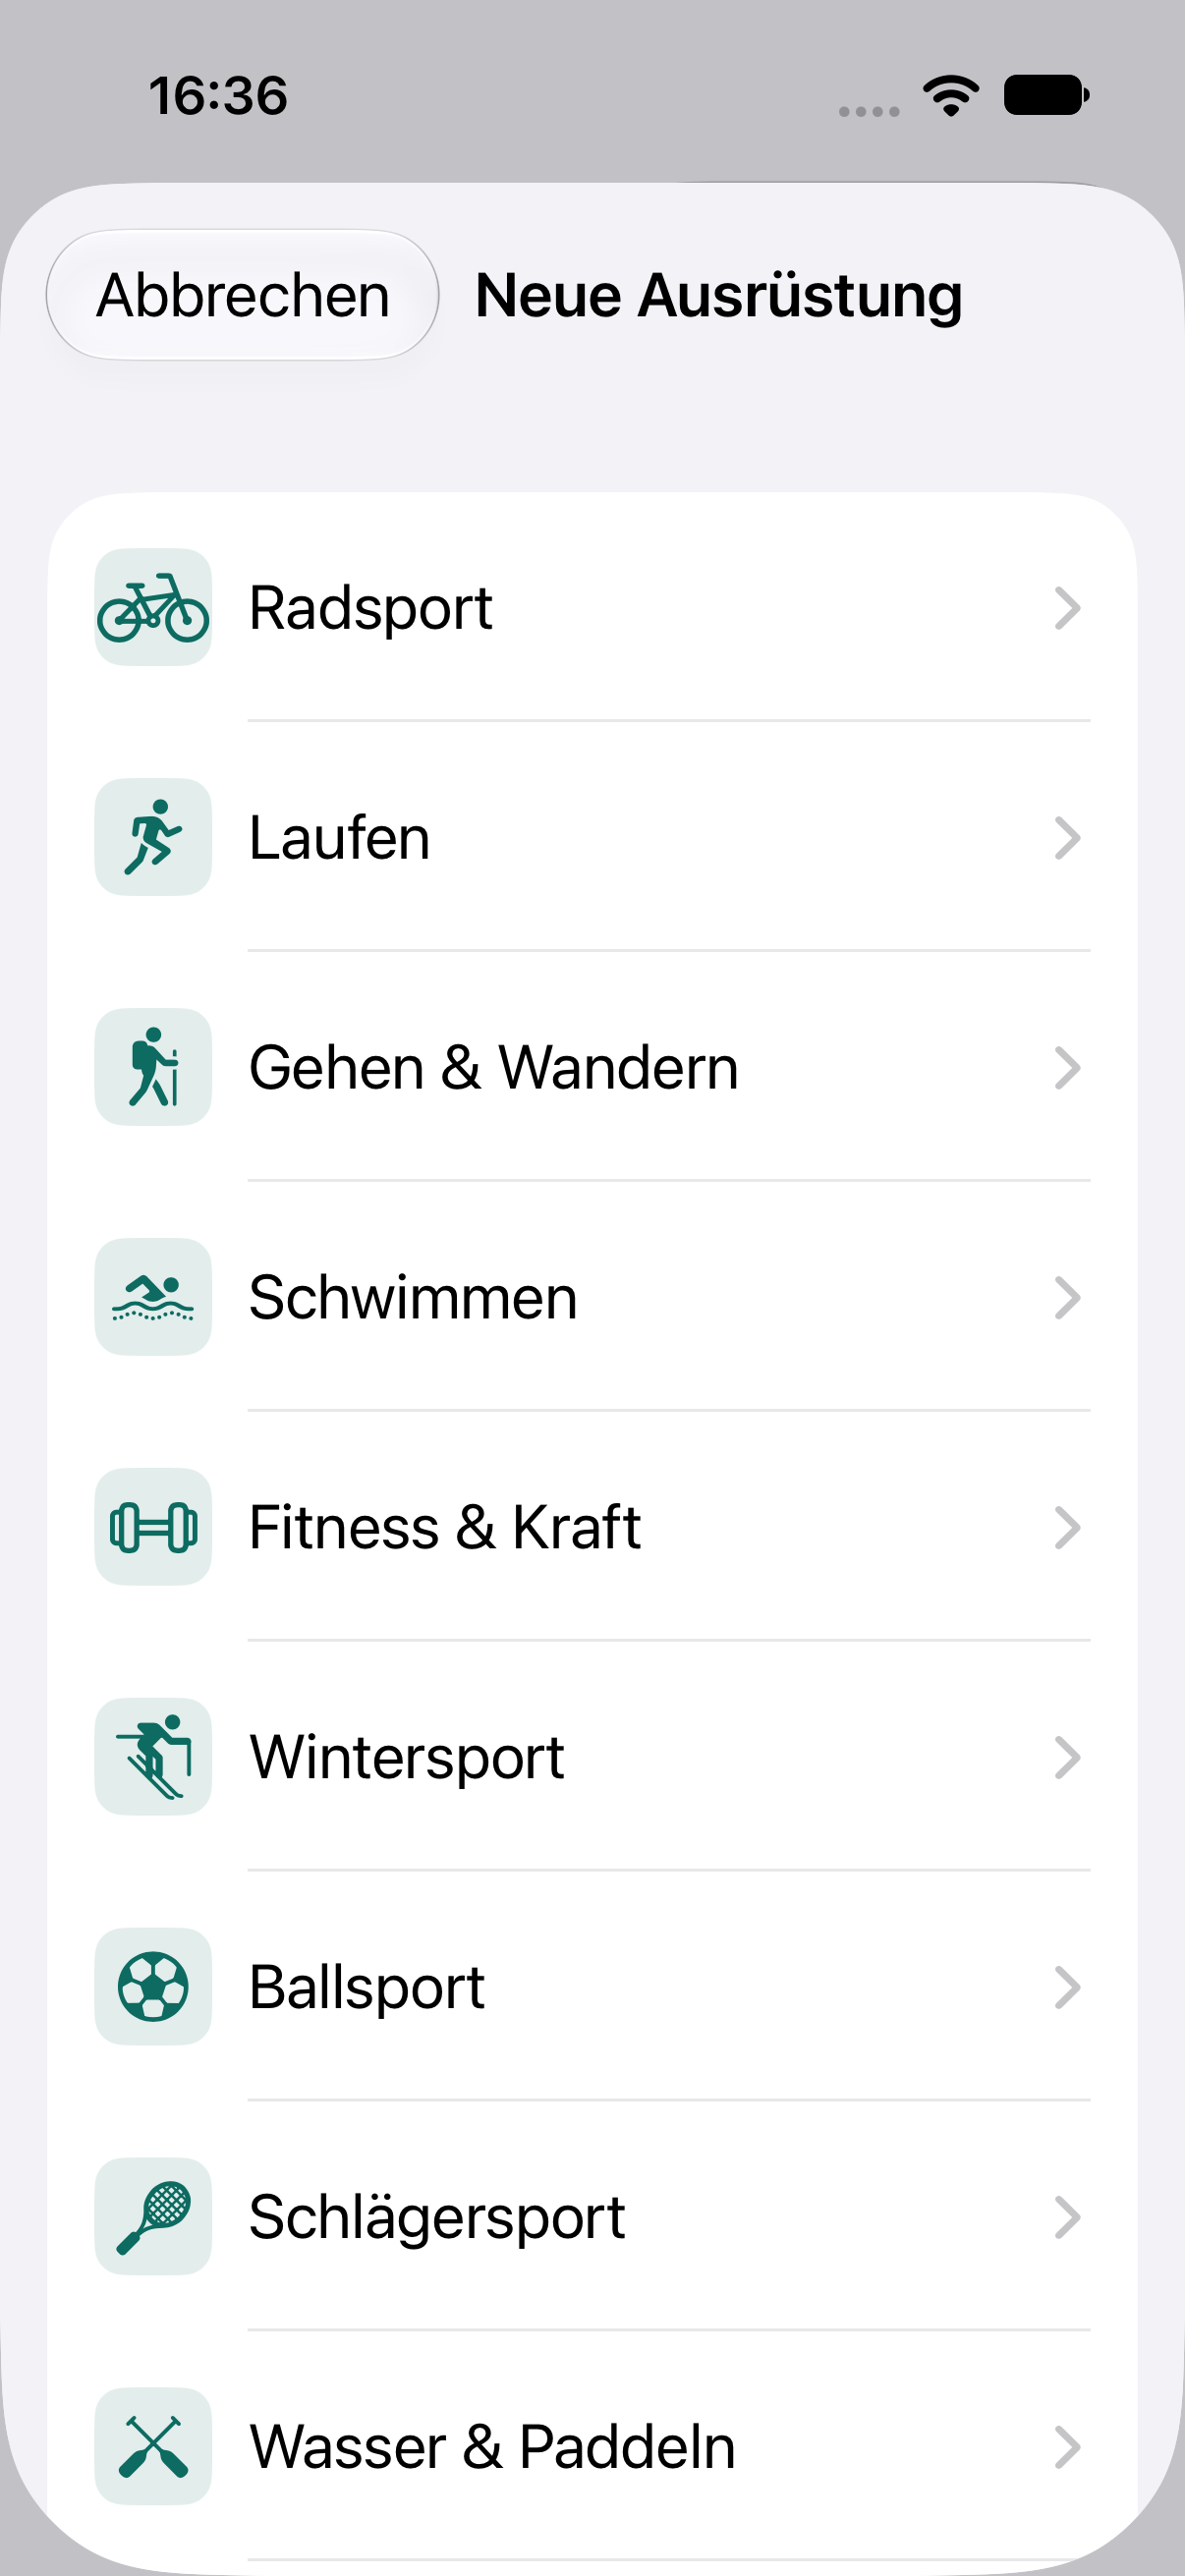 16:36
Abbrechen
Neue Ausrüstung
Radsport
Laufen
Gehen & Wandern
Schwimmen
Fitness & Kraft
Wintersport
Ballsport
Schlägersport
Wasser & Paddeln